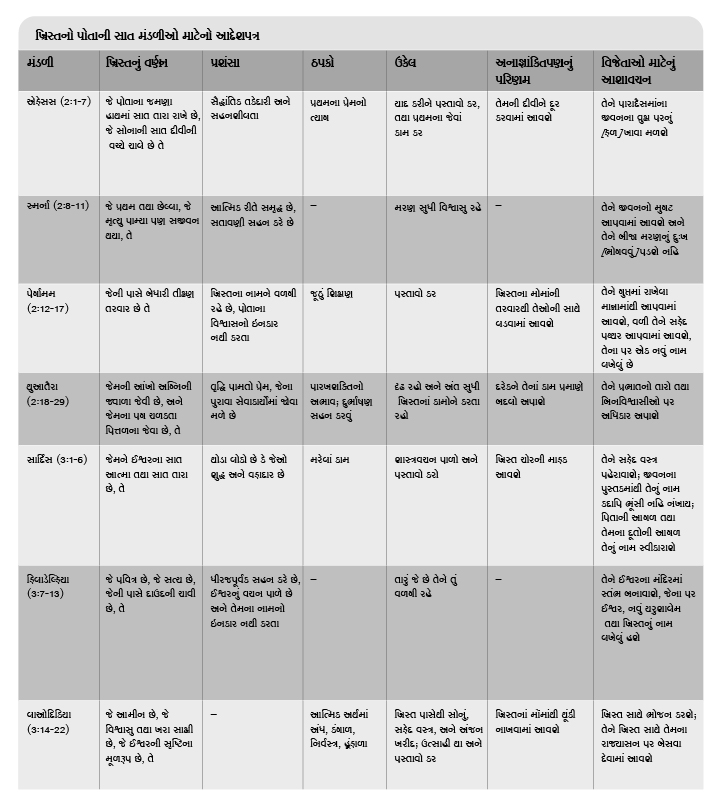 ખ્રિસ્તનો પોતાની સાત મંડળીઓ માટેનો આદેશપત્ર
મંડળી
ખ્રિસ્તનું વર્ણન
પ્રશંસા
ઠપકો
ઉકેલ
અનાજ્ઞાંકિતપણનું
પરિણામ
વિજેતાઓ માટેનું
આશાવચન
એફેસસ (2:1-7)
જે પોતાના જમણા
હાથમાં સાત તારા રાખે છે,
જે સોનાની સાત દીવીની
વચ્ચે ચાલે છે તે
સૈદ્ધાંતિક તકેદારી અને
સહનશીલતા
પ્રથમના પ્રેમનો
ત્યાગ
યાદ કરીને પસ્તાવો કર,
તથા પ્રથમના જેવાં
કામ કર
તેમની દીવીને દૂર
કરવામાં આવશે
તેને પારાદૈસમાંના
જીવનના વૃક્ષ પરનું
[ફળ] ખાવા મળશે
સ્મર્ના (2:8-11)
જે પ્રથમ તથા છેલ્લા, જે
મૃત્યુ પામ્યા પણ સજીવન
થયા, તે
આત્મિક રીતે સમૃદ્ધ છે,
સતાવણી સહન કરે છે
–
મરણ સુધી વિશ્વાસુ રહે
–
તેને જીવનનો મુગટ
આપવામાં આવશે અને
તેને બીજા મરણનું દુઃખ
[ભોગવવું] પડશે નહિ
પેર્ગામમ
(2:12-17)
જેની પાસે બેધારી તીક્ષ્ણ
તરવાર છે તે
ખ્રિસ્તના નામને વળગી
રહે છે, પોતાના
વિશ્વાસનો ઇનકાર
નથી કરતા
જૂઠું શિક્ષણ
પસ્તાવો કર
ખ્રિસ્તના મોમાંની
તરવારથી તેઓની સાથે
લડવામાં આવશે
તેને ગુપ્તમાં રાખેલા
માન્નામાંથી આપવામાં
આવશે, વળી તેને સફેદ
પથ્થર આપવામાં આવશે,
તેના પર એક નવું નામ
લખેલું છે
થુઆતૈરા
(2:18-29)
જેમની આંખો અગ્નિની
જવાળા જેવી છે, અને
જેમના પગ ચળકતા
પિત્તળના જેવા છે, તે
વૃદ્ધિ પામતો પ્રેમ, જેના
પુરાવા સેવાકાર્યોમાં જોવા
મળે છે
પારખશક્તિનો
અભાવ; દુર્ભાષણ
સહન કરવું
દૃઢ રહો અને અંત સુધી
ખ્રિસ્તનાં કામોને કરતા
રહો
દરેકને તેનાં કામ પ્રમાણે
બદલો અપાશે
તેને પ્રભાતનો તારો તથા
બિનવિશ્વાસીઓ પર
અધિકાર અપાશે
સાર્દિસ (3:1-6)
જેમને ઈશ્વરના સાત
આત્મા તથા સાત તારા
છે, તે
થોડા લોકો છે કે જેઓ
શુદ્ધ અને વફાદાર છે
મરેલાં કામ
શાસ્ત્રવચન પાળો અને
પસ્તાવો કરો
ખ્રિસ્ત ચોરની માફક
આવશે
તેને સફેદ વસ્ત્ર
પહેરાવાશે; જીવનના
પુસ્તકમાંથી તેનું નામ
કદાપિ ભૂંસી નહિ નંખાય;
પિતાની આગળ તથા
તેમના દૂતોની આગળ
તેનું નામ સ્વીકારાશે
ફિલાડેલ્ફિયા
(3:7-13)
જે પવિત્ર છે, જે સત્ય છે,
જેની પાસે દાઉદની ચાવી
છે, તે
ધીરજપૂર્વક સહન કરે છે,
ઈશ્વરનું વચન પાળે છે
અને તેમના નામનો
ઇનકાર નથી કરતા
–
તારું જે છે તેને તું
વળગી રહે
–
તેને ઈશ્વરના મંદિરમાં
સ્તંભ બનાવાશે, જેના પર
ઈશ્વર, નવું યરુશાલેમ
તથા ખ્રિસ્તનું નામ
લખેલું હશે
લાઓદિકિયા
(3:14-22)
જે આમીન છે, જે
વિશ્વાસુ તથા ખરા સાક્ષી
છે, જે ઈશ્વરની સૃષ્ટિના
મૂળરૂપ છે, તે
–
આત્મિક અર્થમાં
અંધ, કંગાળ,
નિર્વસ્ત્ર, હૂંફાળા
ખ્રિસ્ત પાસેથી સોનું,
સફેદ વસ્ત્ર, અને અંજન
ખરીદ; ઉત્સાહી થા અને
પસ્તાવો કર
ખ્રિસ્તનાં મોંમાંથી થૂંકી
નાખવામાં આવશે
ખ્રિસ્ત સાથે ભોજન કરશે;
તેને ખ્રિસ્ત સાથે તેમના
રાજ્યાસન પર બેસવા
દેવામાં આવશે